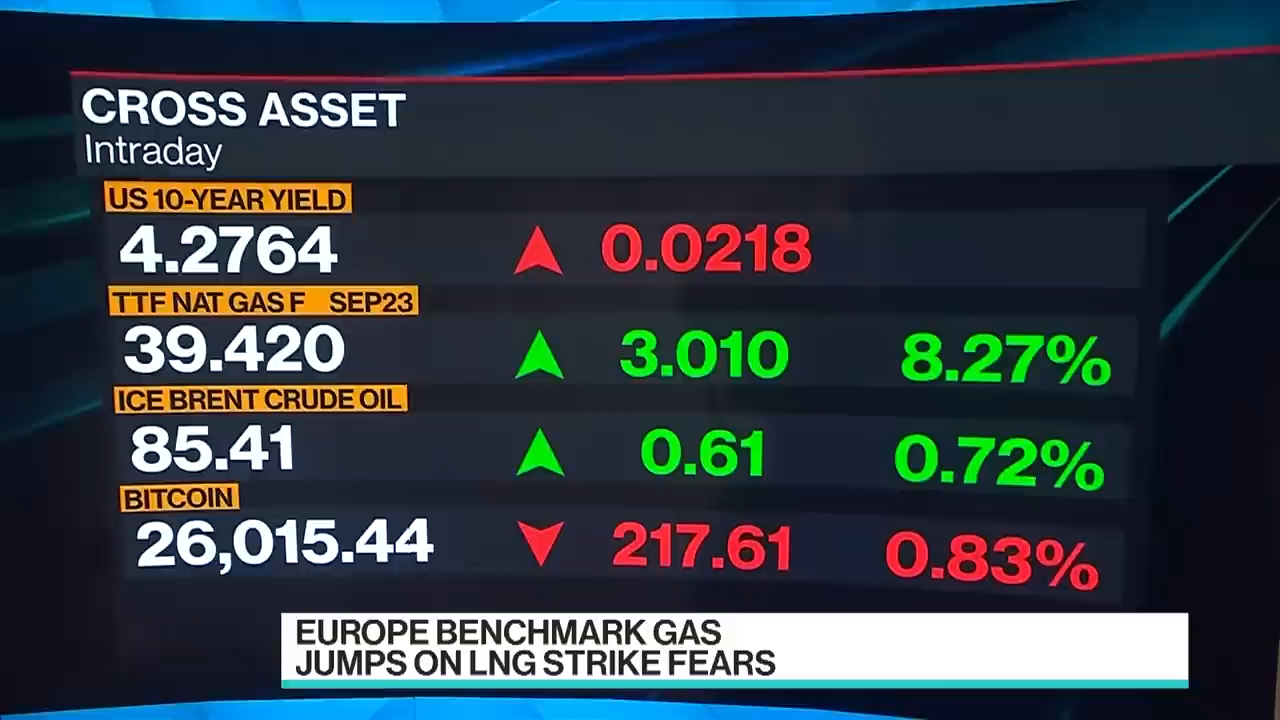 CROSS ASSET
Intraday
US 10-YEAR YIELD
4.2764 0.0218
TTF NAT GAS F SEP23
39.420 3.010 8.27%
ICE BRENT CRUDE OIL
85.41 0.61 0.72%
BITCOIN
26,015.44 217.61 0.83%
EUROPE BENCHMARK GAS
JUMPS ON LNG STRIKE FEARS